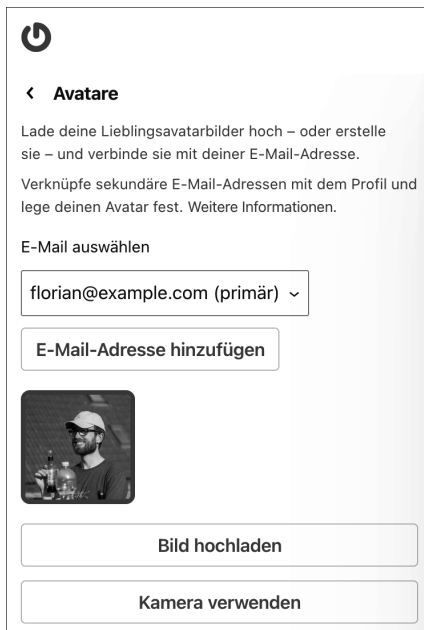 Avatare
Lade deine Lieblingsavatarbilder hoch – oder erstelle
sie – und verbinde sie mit deiner E-Mail-Adresse.
Verknüpfe sekundäre E-Mail-Adressen mit dem Profil und
lege deinen Avatar fest. Weitere Informationen.
E-Mail auswählen
florian@example.com (primär)
E-Mail-Adresse hinzufügen
Bild hochladen
Kamera verwenden